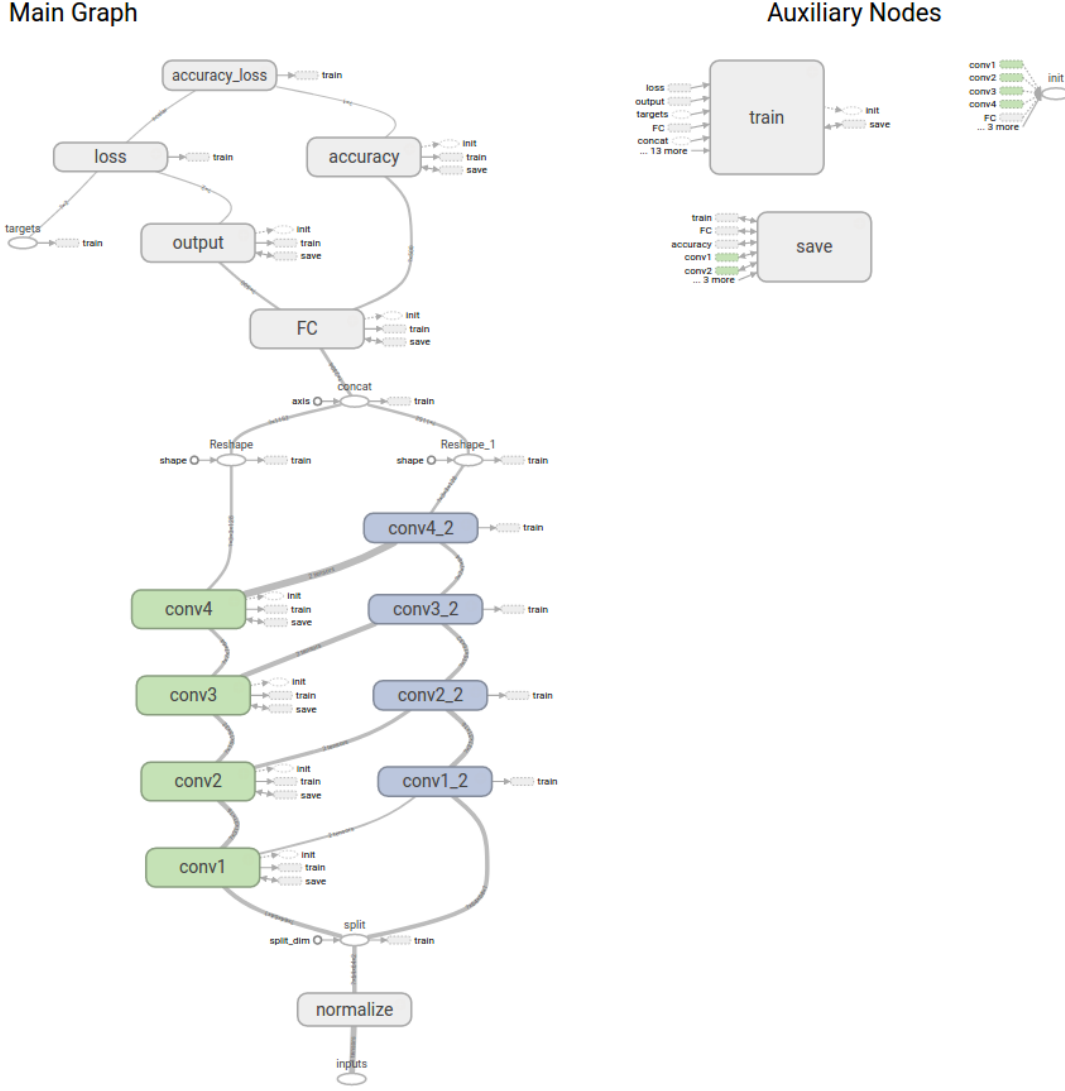 Main Graph
accuracy_loss
train
loss
train
accuracy
init
train
save
targets
train
output
init
train
save
FC
init
train
save
concat
axis
train
Reshape
shape
train
Reshape_1
shape
train
conv4_2
train
conv4
init
train
save
conv3_2
train
conv3
init
train
save
conv2_2
train
conv2
init
train
save
conv1_2
train
conv1
init
train
save
split
split_dim
train
normalize
inputs
Auxiliary Nodes
loss
output
targets
FC
concat
... 13 more
train
init
save
conv1
conv2
conv3
conv4
FC
... 3 more
init
train
FC
accuracy
conv1
conv2
... 3 more
save